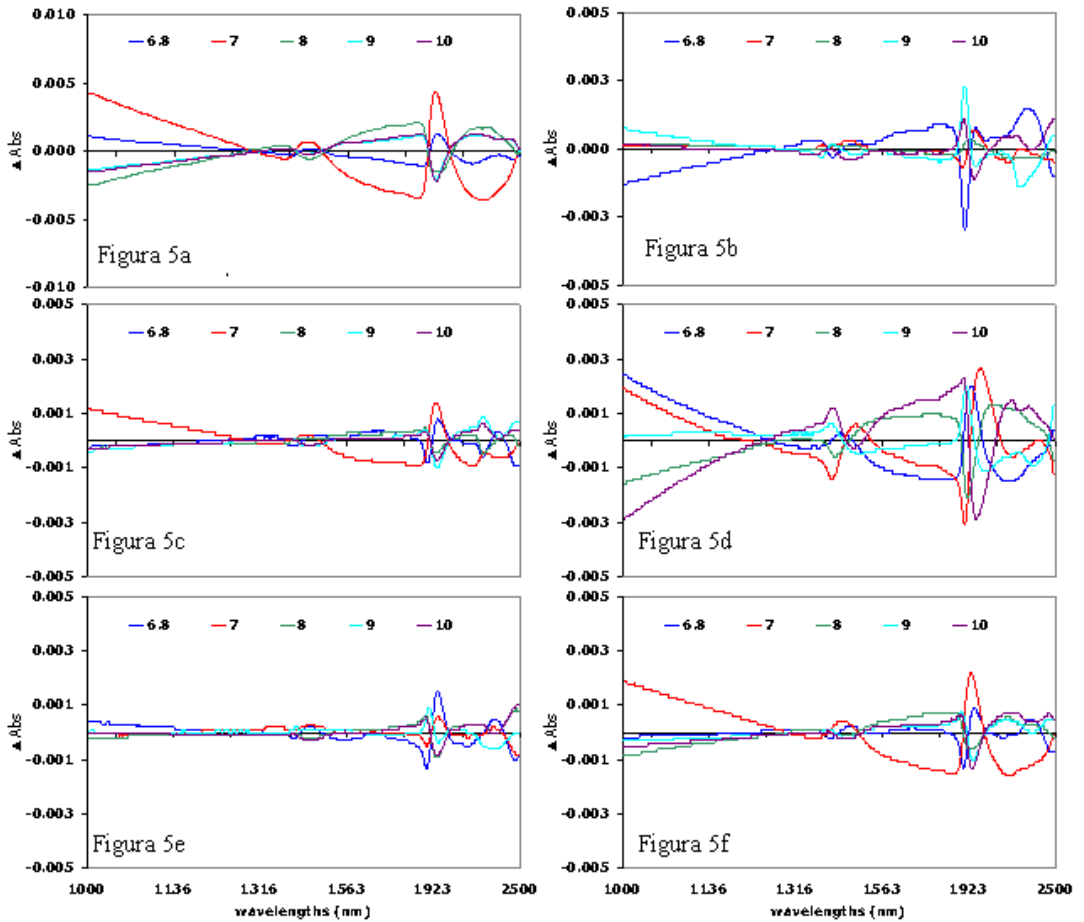 0.010
0.005
0.000
-0.005
-0.010
▲Abs
6.8 7 8 9 10
Figura 5a
0.005
0.003
0.000
-0.003
-0.005
▲Abs
6.8 7 8 9 10
Figura 5b
0.005
0.003
0.001
-0.001
-0.003
-0.005
▲Abs
6.8 7 8 9 10
Figura 5c
0.005
0.003
0.001
-0.001
-0.003
-0.005
▲Abs
6.8 7 8 9 10
Figura 5d
0.005
0.003
0.001
-0.001
-0.003
-0.005
▲Abs
6.8 7 8 9 10
Figura 5e
1000 1136 1316 1563 1923 2500
wavelengths (nm)
0.005
0.003
0.001
-0.001
-0.003
-0.005
▲Abs
6.8 7 8 9 10
Figura 5f
1000 1136 1316 1563 1923 2500
wavelengths (nm)